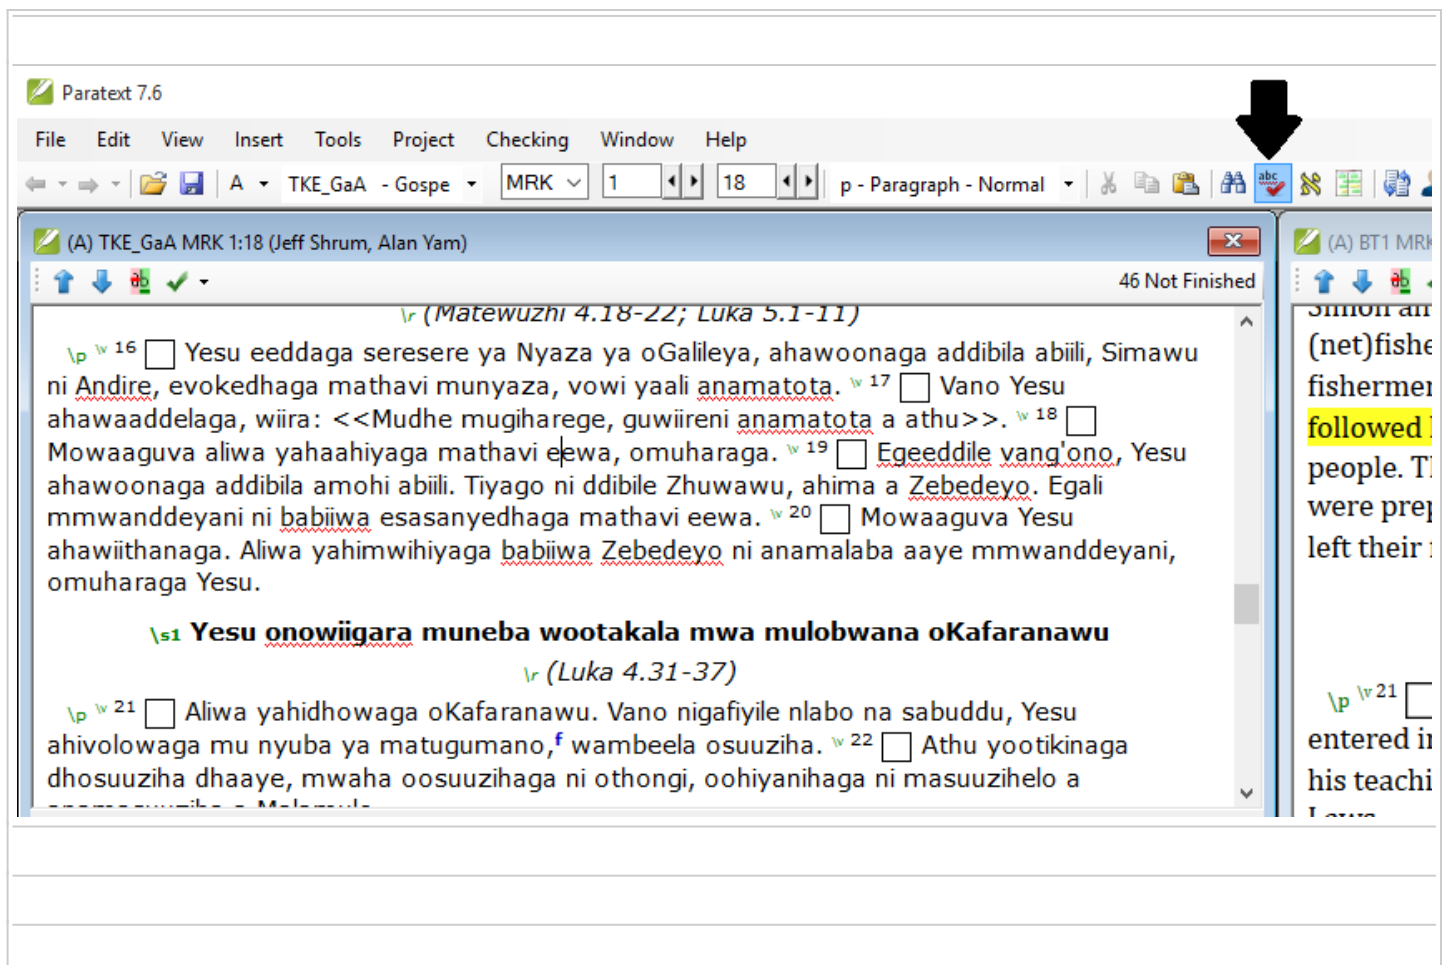 Paratext 7.6
File Edit View Insert Tools Project Checking Window Help
A TKE_GaA - Gospe MRK 1 18 p - Paragraph - Normal abc
(A) TKE_GaA MRK 1:18 (Jeff Shrum, Alan Yam)
ab 46 Not Finished
\r (Matewuzhi 4.18-22; Luka 5.1-11)
\p \v 16 Yesu eeddaga seresere ya Nyaza ya oGalileya, ahawoonaga addibila abiili, Simawu
ni Andire, evokedhaga mathavi munyaza, vowi yaali anamatota. \v 17 Vano Yesu
ahawaaddelaga, wiira: <<Mudhe mugiharege, guwiireni anamatota a athu>>. \v 18
Mowaaguva aliwa yahaahiyaga mathavi eewa, omuharaga. \v 19 Egeeddile vang'ono, Yesu
ahawoonaga addibila amohi abiili. Tiyago ni ddibile Zhuwawu, ahima a Zebedeyo. Egali
mmwanddeyani ni babiiwa esasanyedhaga mathavi eewa. \v 20 Mowaaguva Yesu
ahawiithanaga. Aliwa yahimwihiyaga babiiwa Zebedeyo ni anamalaba aaye mmwanddeyani,
omuharaga Yesu.
\s1 Yesu onowiigara muneba wootakala mwa mulobwana oKafaranawu
\r (Luka 4.31-37)
\p \v 21 Aliwa yahidhowaga oKafaranawu. Vano nigafiyile nlabo na sabuddu, Yesu
ahivolowaga mu nyuba ya matugumano,f wambeela osuuziha. \v 22 Athu yootikinaga
dhosuuziha dhaaye, mwaha oosuuzihaga ni othongi, oohiyanihaga ni masuuzihelo a
(A) BT1 MRK
ab
(net)fishe
fishermen
followed
people.
were prep
left their
\p \v 21
entered in
his teachi